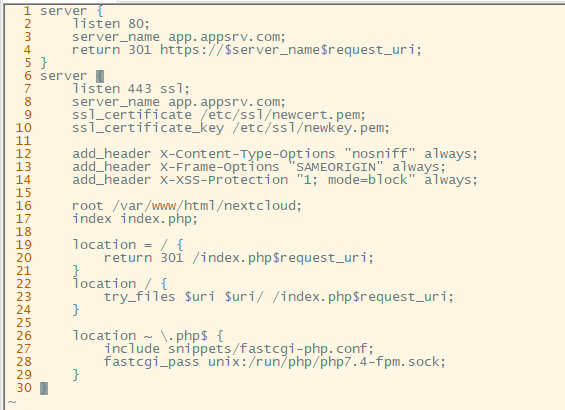 1 server {
2     listen 80;
3     server_name app.appsrv.com;
4     return 301 https://$server_name$request_uri;
5 }
6 server {
7     listen 443 ssl;
8     server_name app.appsrv.com;
9     ssl_certificate /etc/ssl/newcert.pem;
10     ssl_certificate_key /etc/ssl/newkey.pem;
11
12     add_header X-Content-Type-Options "nosniff" always;
13     add_header X-Frame-Options "SAMEORIGIN" always;
14     add_header X-XSS-Protection "1; mode=block" always;
15
16     root /var/www/html/nextcloud;
17     index index.php;
18
19     location = / {
20         return 301 /index.php$request_uri;
21     }
22     location / {
23         try_files $uri $uri/ /index.php$request_uri;
24     }
25
26     location ~ \.php$ {
27         include snippets/fastcgi-php.conf;
28         fastcgi_pass unix:/run/php/php7.4-fpm.sock;
29     }
30 }
~